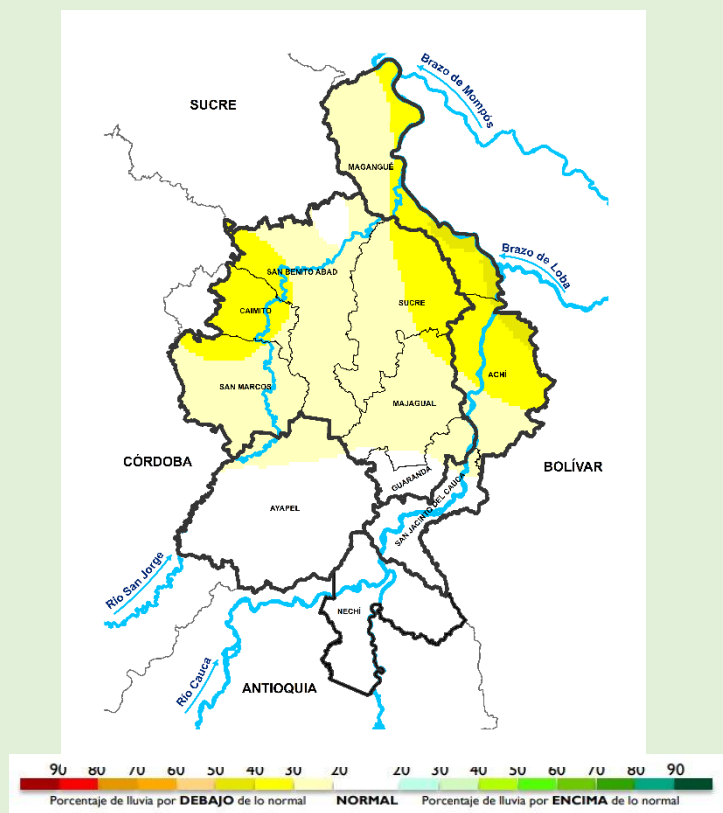 Brazo de Mompós
SUCRE
MAGANGUÉ
Brazo de Loba
SAN BENITO ABAD
CAIMITO
SUCRE
ACHÍ
SAN MARCOS
MAJAGUAL
CÓRDOBA
BOLÍVAR
GUARANDA
AYAPEL
SAN JACINTO DEL CAUCA
Río San Jorge
NECHÍ
Río Cauca
ANTIOQUIA
90 80 70 60 50 40 30 20 20 30 40 50 60 70 80 90
Porcentaje de lluvia por DEBAJO de lo normal NORMAL Porcentaje de lluvia por ENCIMA de lo normal